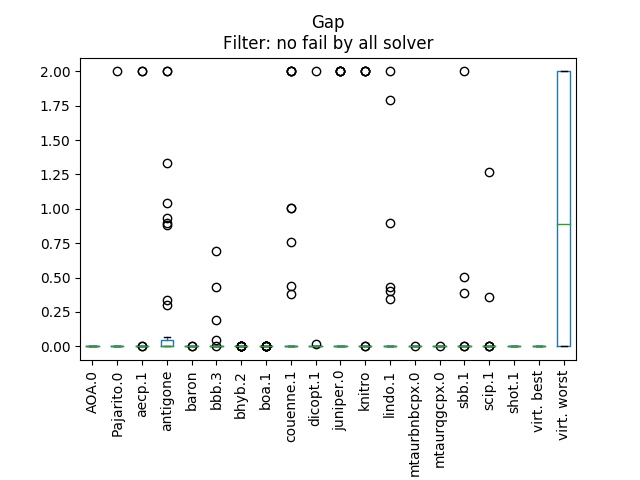 Gap
Filter: no fail by all solver
2.00
1.75
1.50
1.25
1.00
0.75
0.50
0.25
0.00
AOA.0
Pajarito.0
aecp.1
antigone
baron
bbb.3
bhyb.2
boa.1
couenne.1
dicopt.1
juniper.0
knitro
lindo.1
mtaurbnbcpx.0
mtaurqgcpx.0
sbb.1
scip.1
shot.1
virt. best
virt. worst